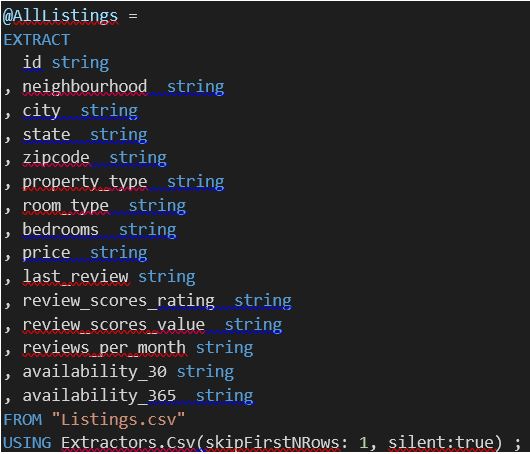 @AllListings =
EXTRACT
id string
, neighbourhood  string
, city  string
, state  string
, zipcode  string
, property_type  string
, room_type  string
, bedrooms  string
, price  string
, last_review string
, review_scores_rating  string
, review_scores_value  string
, reviews_per_month string
, availability_30 string
, availability_365  string
FROM "Listings.csv"
USING Extractors.Csv(skipFirstNRows: 1, silent:true) ;